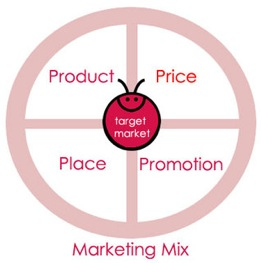 Product
Price
target
market
Place
Promotion
Marketing Mix